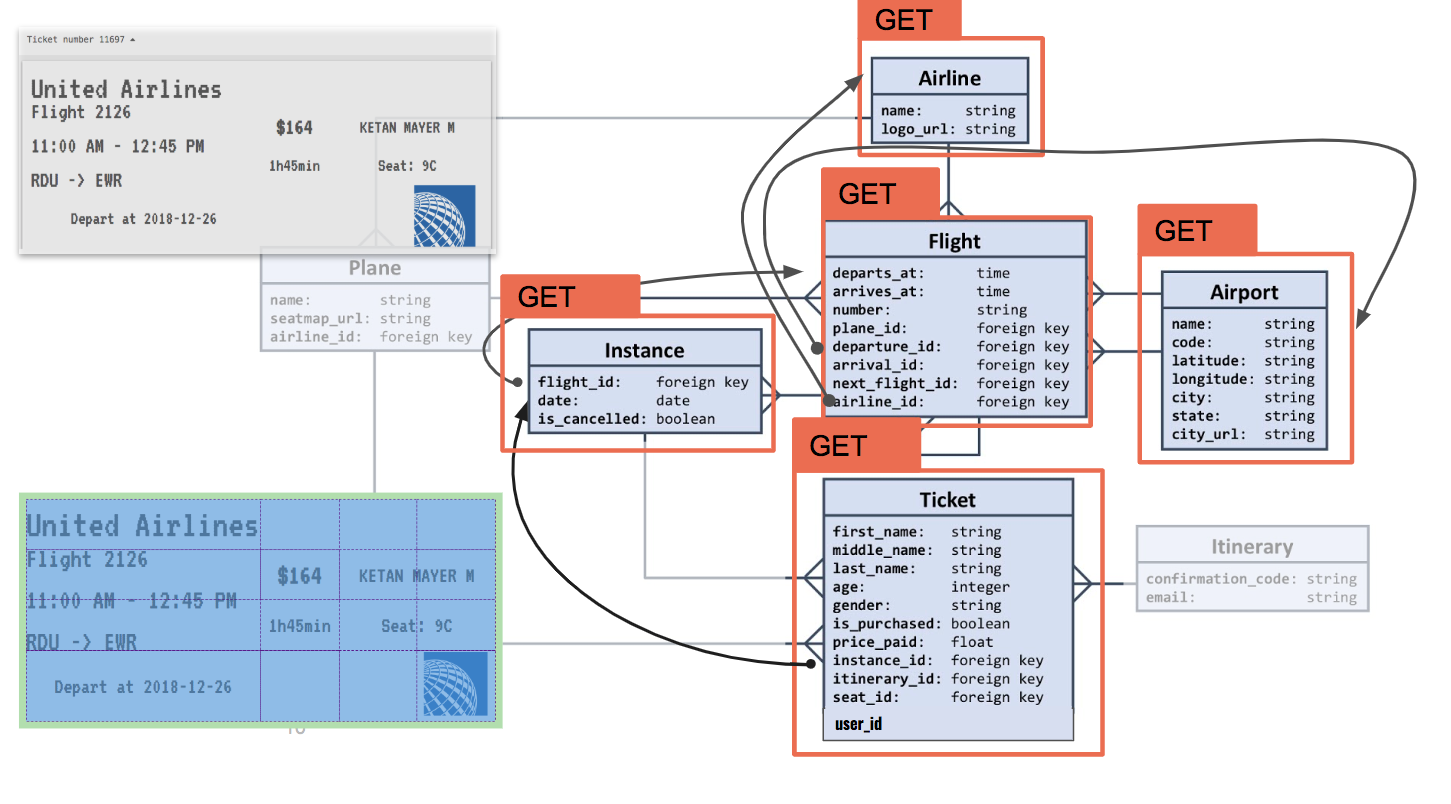 Ticket number 11697
United Airlines
Flight 2126
11:00 AM - 12:45 PM
RDU -> EWR
Depart at 2018-12-26
$164
1h45min
KETAN MAYER M
Seat: 9C
GET
Airline
name: string
logo_url: string
GET
Flight
departs_at: time
arrives_at: time
number: string
plane_id: foreign key
departure_id: foreign key
arrival_id: foreign key
next_flight_id: foreign key
airline_id: foreign key
GET
Airport
name: string
code: string
latitude: string
longitude: string
city: string
state: string
city_url: string
Plane
name: string
seatmap_url: string
airline_id: foreign key
GET
Instance
flight_id: foreign key
date: date
is_cancelled: boolean
GET
Ticket
first_name: string
middle_name: string
last_name: string
age: integer
gender: string
is_purchased: boolean
price_paid: float
instance_id: foreign key
itinerary_id: foreign key
seat_id: foreign key
user_id
Itinerary
confirmation_code: string
email: string
United Airlines
Flight 2126
11:00 AM - 12:45 PM
RDU -> EWR
Depart at 2018-12-26
$164
1h45min
KETAN MAYER M
Seat: 9C